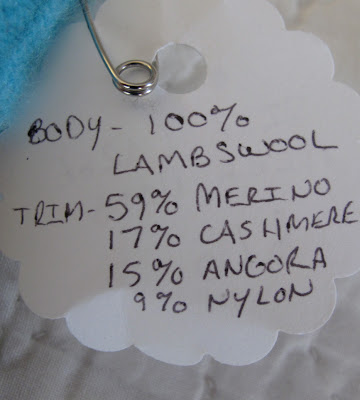 BODY - 100%
LAMBSWOOL
TRIM - 59% MERINO
17% CASHMERE
15% ANGORA
9% NYLON